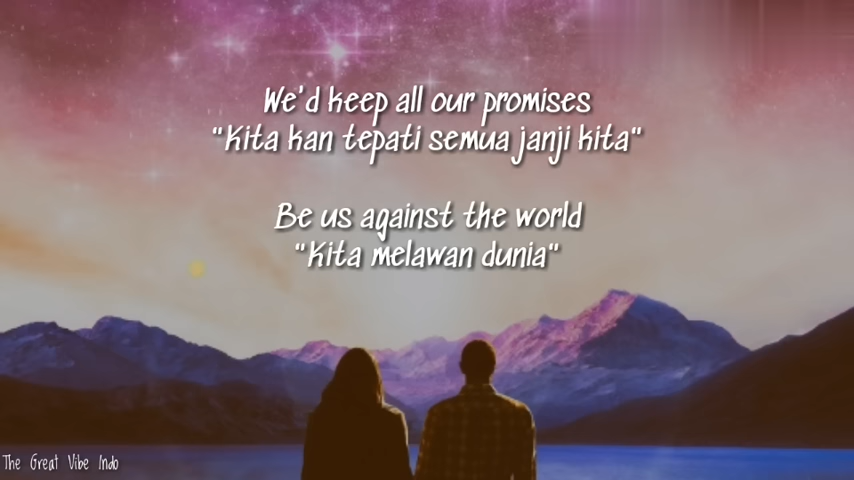 We'd keep all our promises
"Kita kan tepati semua janji kita"
Be us against the world
"Kita melawan dunia"
The Great Vibe Indo